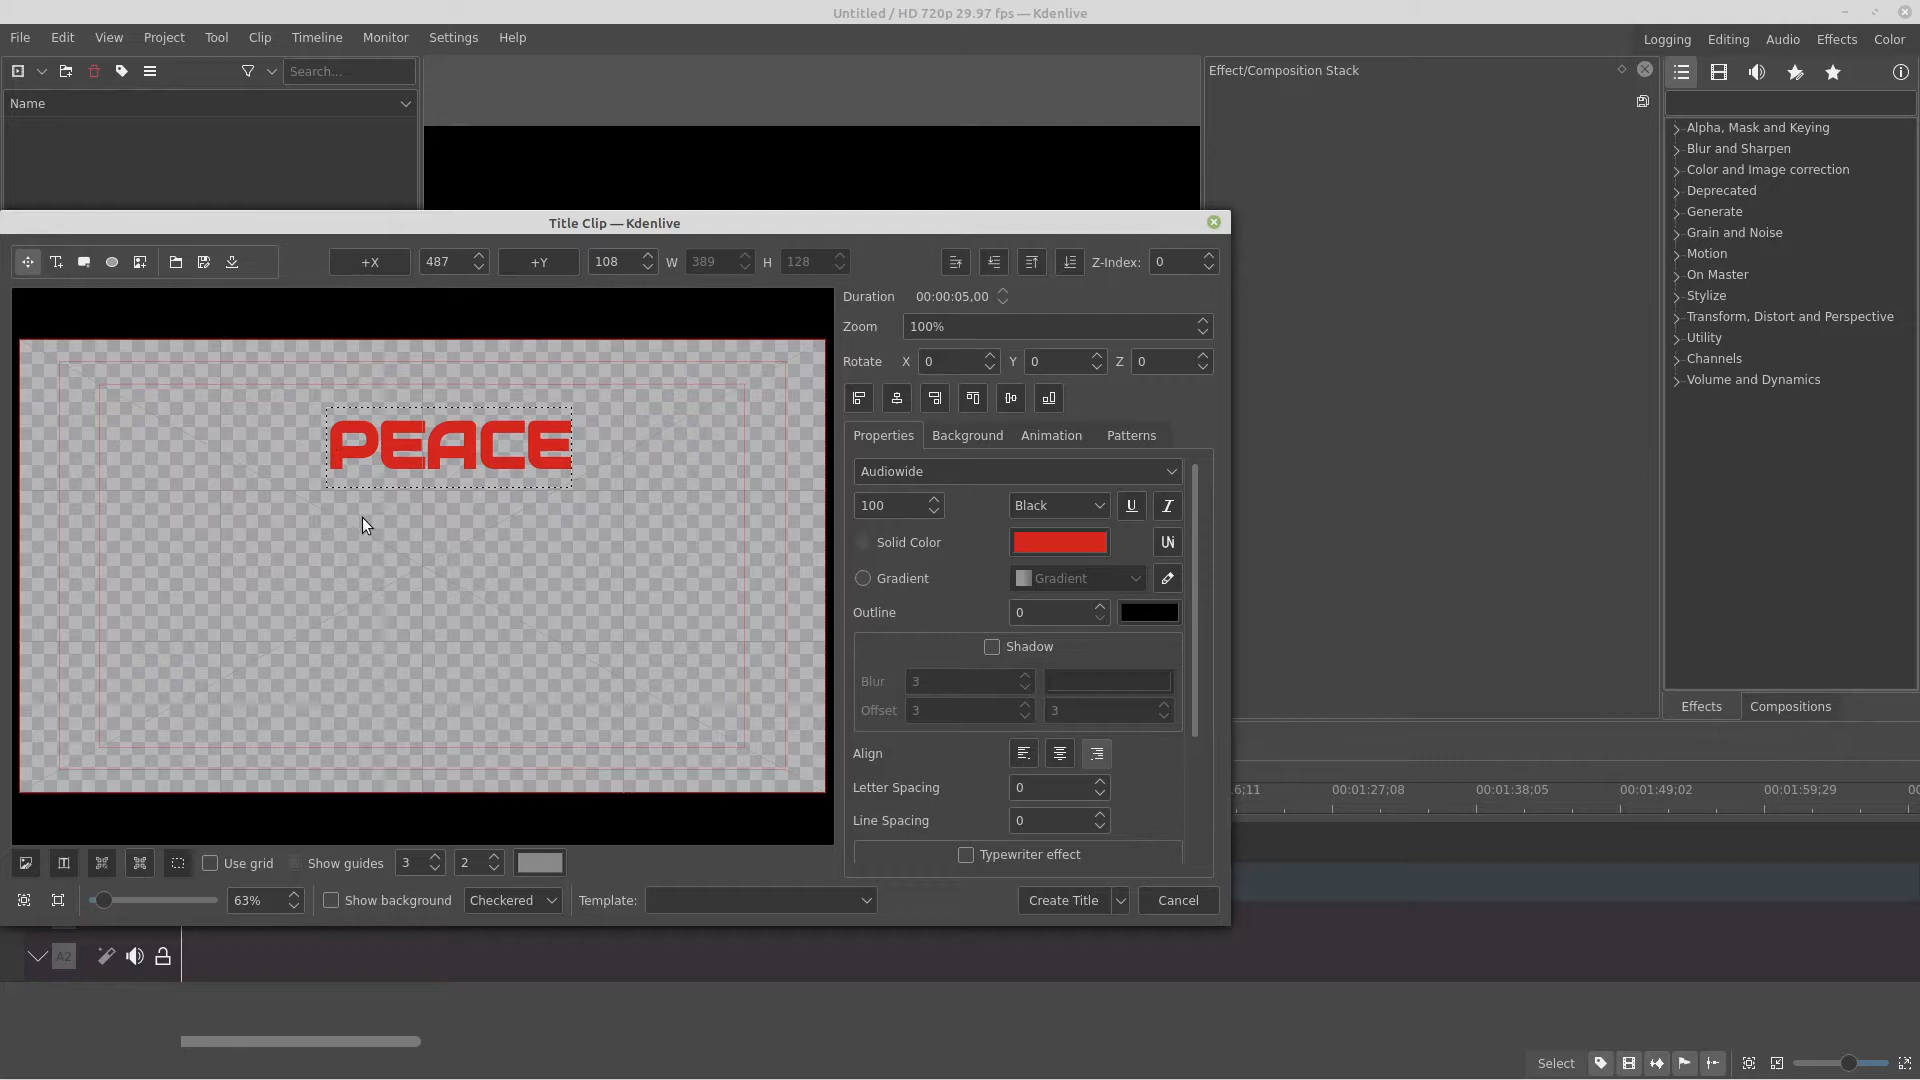 Untitled / HD 720p 29.97 fps — Kdenlive
File Edit View Project Tool Clip Timeline Monitor Settings Help
Logging Editing Audio Effects Color
Search...
Effect/Composition Stack
Name
Alpha, Mask and Keying
Blur and Sharpen
Color and Image correction
Deprecated
Generate
Grain and Noise
Motion
On Master
Stylize
Transform, Distort and Perspective
Utility
Channels
Volume and Dynamics
Effects Compositions
Title Clip — Kdenlive
+X 487 +Y 108 W 389 H 128 Z-Index: 0
Duration 00:00:05,00
Zoom 100%
Rotate X 0 Y 0 Z 0
Properties Background Animation Patterns
PEACE
Audiowide
100 Black U I
Solid Color
Gradient Gradient
Outline 0
Shadow
Blur 3
Offset 3 3
Align
Letter Spacing 0
Line Spacing 0
Typewriter effect
Use grid Show guides 3 2
63% Show background Checkered Template: Create Title Cancel
6;11 00:01:27;08 00:01:38;05 00:01:49;02 00:01:59;29 00
A2
Select